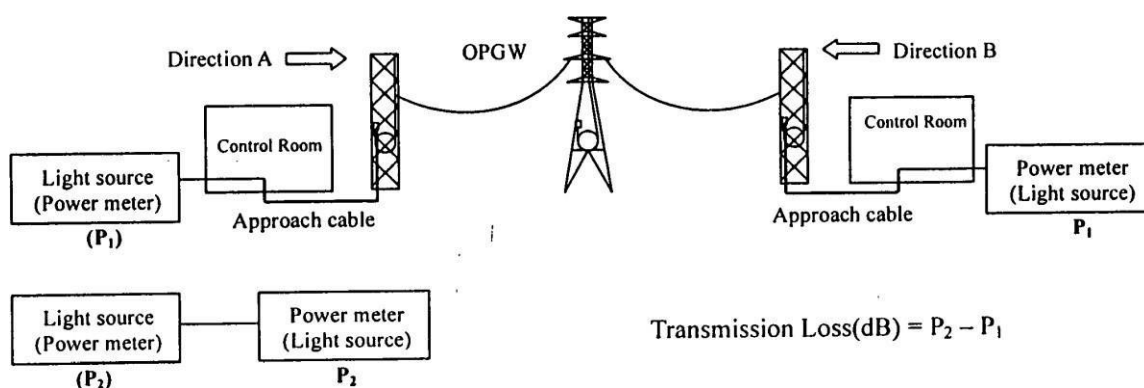 Direction A
OPGW
Direction B
Control Room
Control Room
Light source
(Power meter)
(P₁)
Approach cable
Approach cable
Power meter
(Light source)
P₁
Light source
(Power meter)
(P₂)
Power meter
(Light source)
P₂
Transmission Loss(dB) = P₂ – P₁